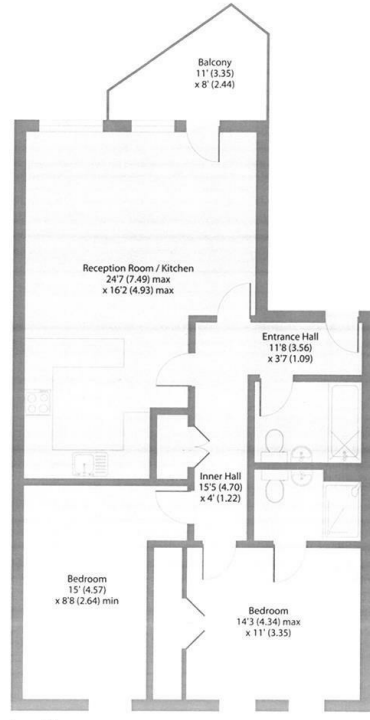 Balcony
11' (3.35)
x 8' (2.44)
Reception Room / Kitchen
24'7 (7.49) max
x 16'2 (4.93) max
Entrance Hall
11'8 (3.56)
x 3'7 (1.09)
Inner Hall
15'5 (4.70)
x 4' (1.22)
Bedroom
15' (4.57)
x 8'8 (2.64) min
Bedroom
14'3 (4.34) max
x 11' (3.35)